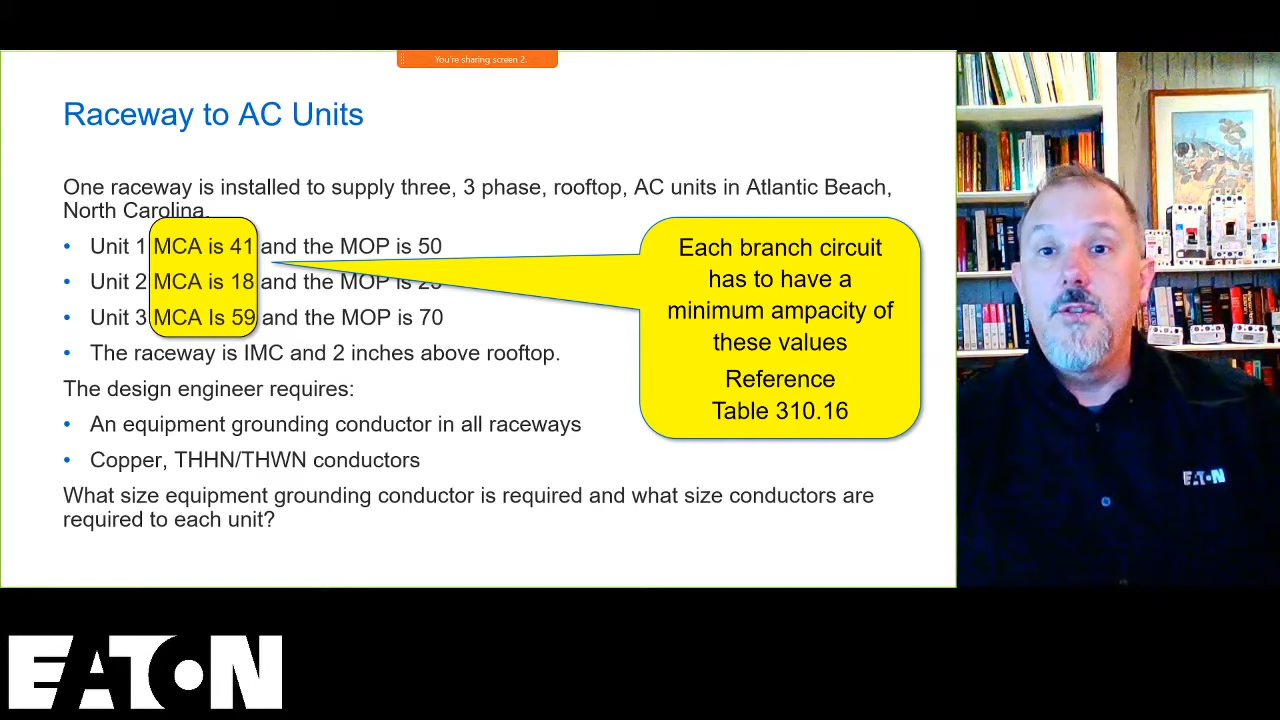 You're sharing screen 2.
Raceway to AC Units
One raceway is installed to supply three, 3 phase, rooftop, AC units in Atlantic Beach,
North Carolina.
• Unit 1 MCA is 41 and the MOP is 50
• Unit 2 MCA is 18 and the MOP is
• Unit 3 MCA Is 59 and the MOP is 70
• The raceway is IMC and 2 inches above rooftop.
The design engineer requires:
• An equipment grounding conductor in all raceways
• Copper, THHN/THWN conductors
What size equipment grounding conductor is required and what size conductors are
required to each unit?
Each branch circuit
has to have a
minimum ampacity of
these values
Reference
Table 310.16
EATON
EATON